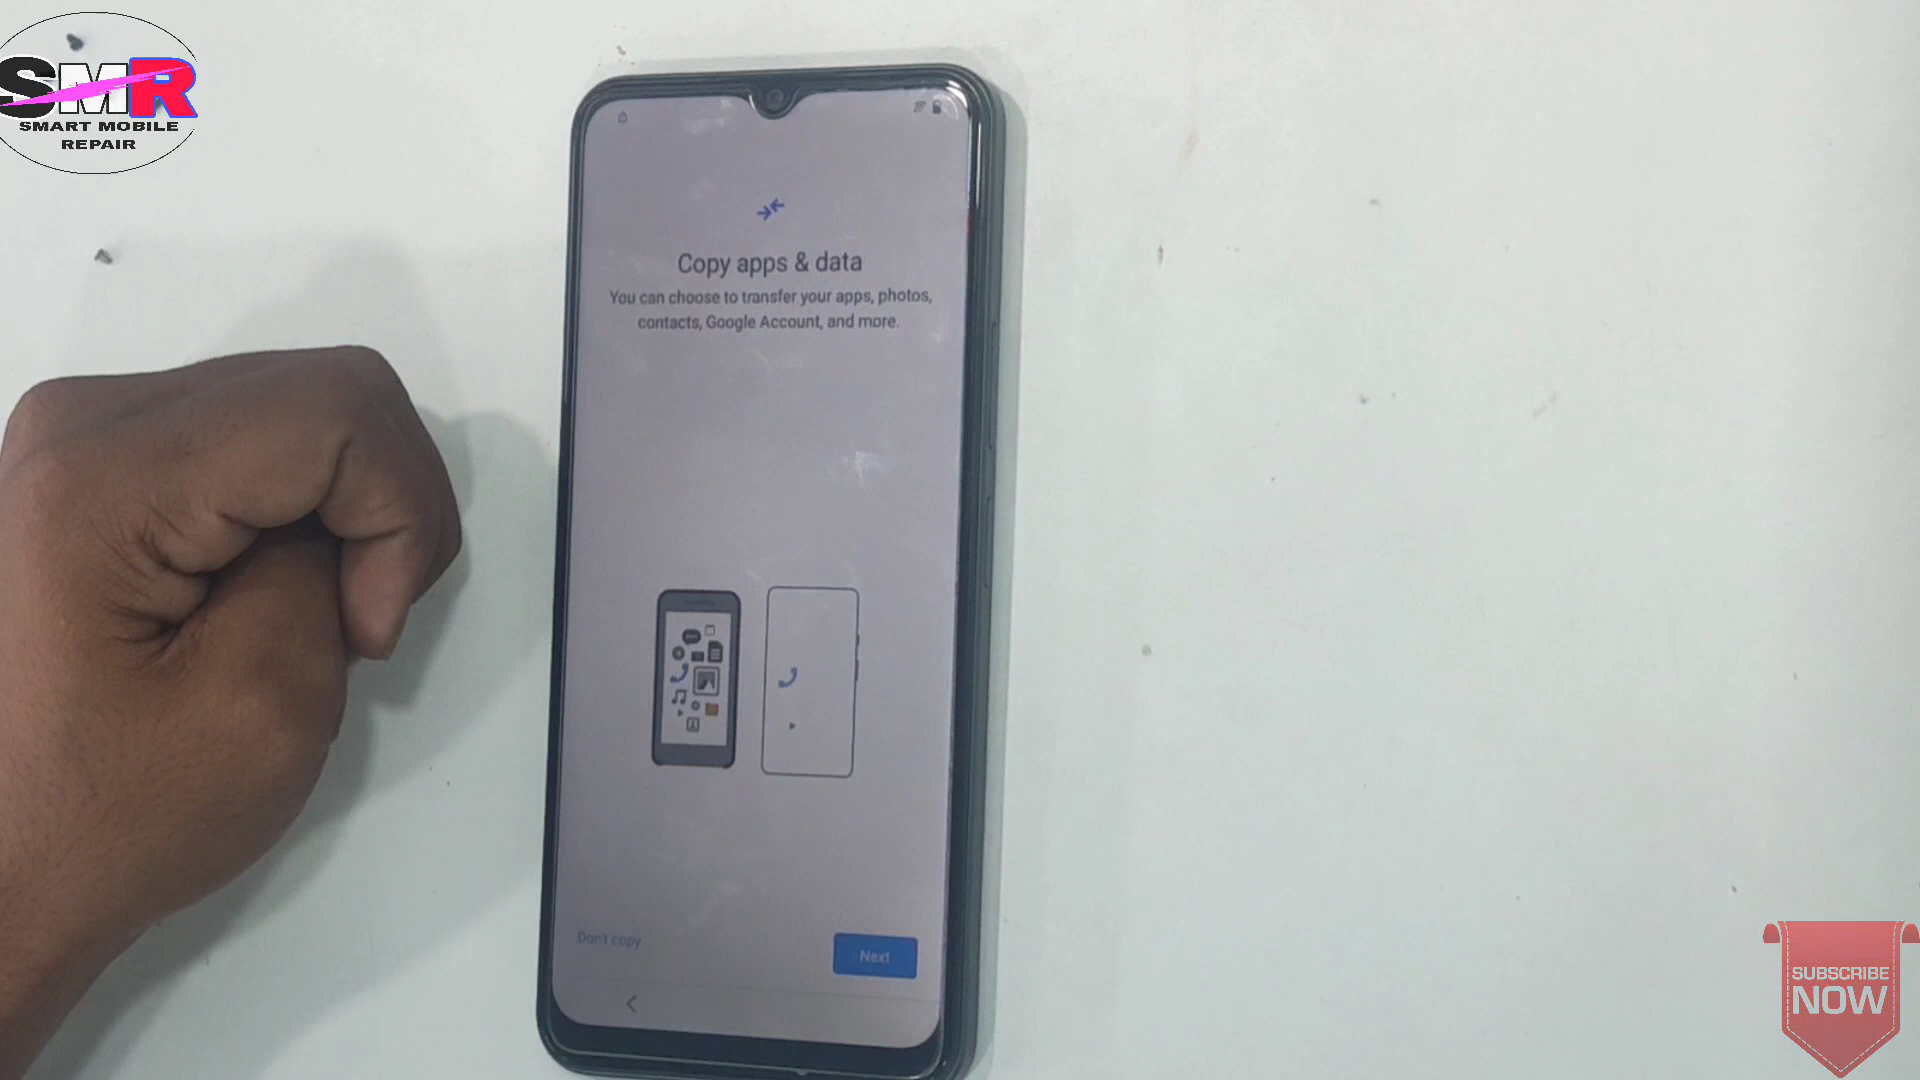 SMR
SMART MOBILE
REPAIR
Copy apps & data
You can choose to transfer your apps, photos,
contacts, Google Account, and more.
Don't copy
Next
SUBSCRIBE
NOW